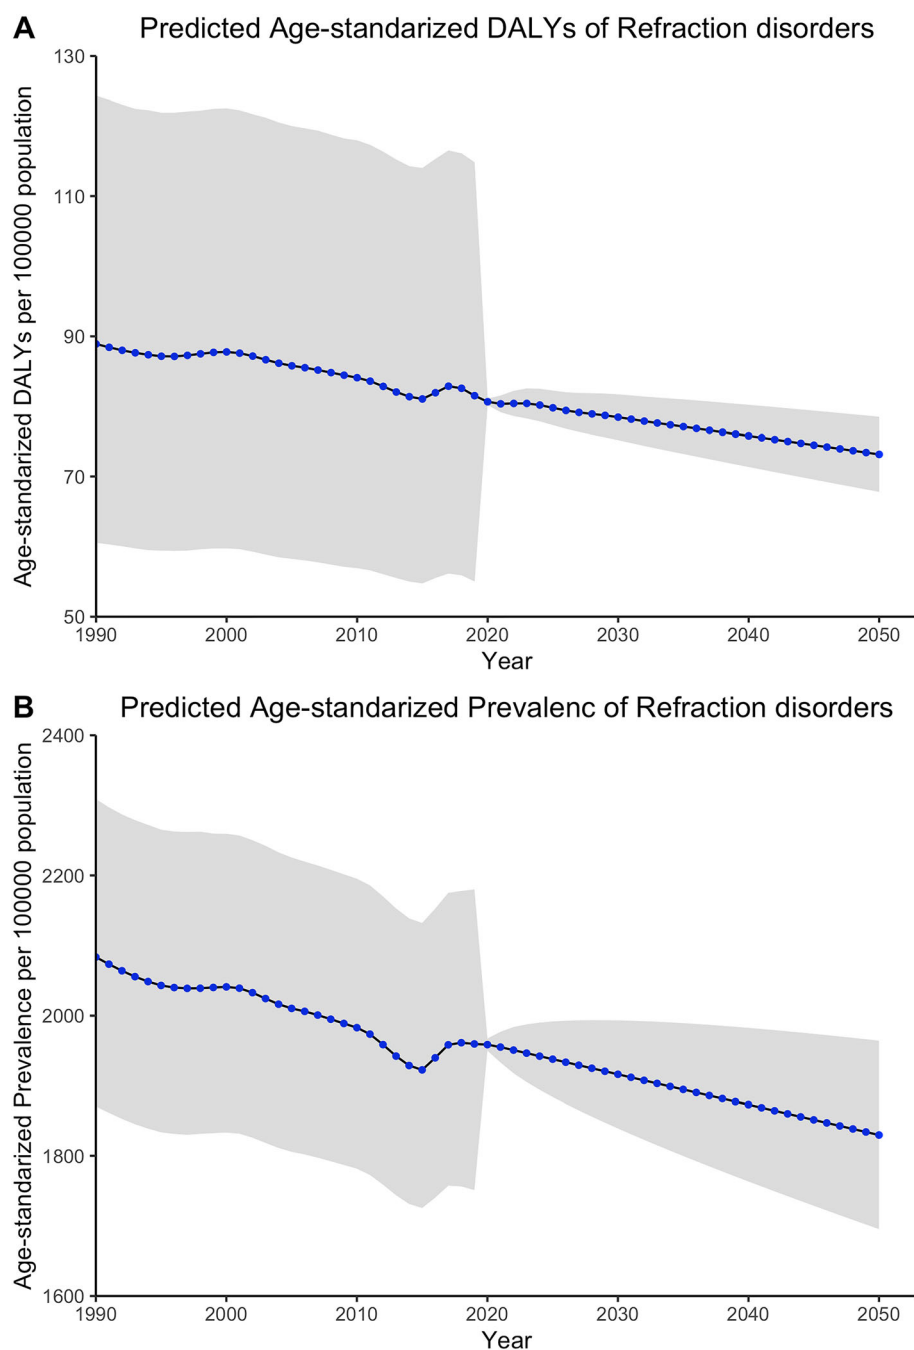 A Predicted Age-standarized DALYs of Refraction disorders
Age-standarized DALYs per 100000 population
130
110
90
70
50
1990 2000 2010 2020 2030 2040 2050
Year
B Predicted Age-standarized Prevalenc of Refraction disorders
Age-standarized Prevalence per 100000 population
2400
2200
2000
1800
1600
1990 2000 2010 2020 2030 2040 2050
Year